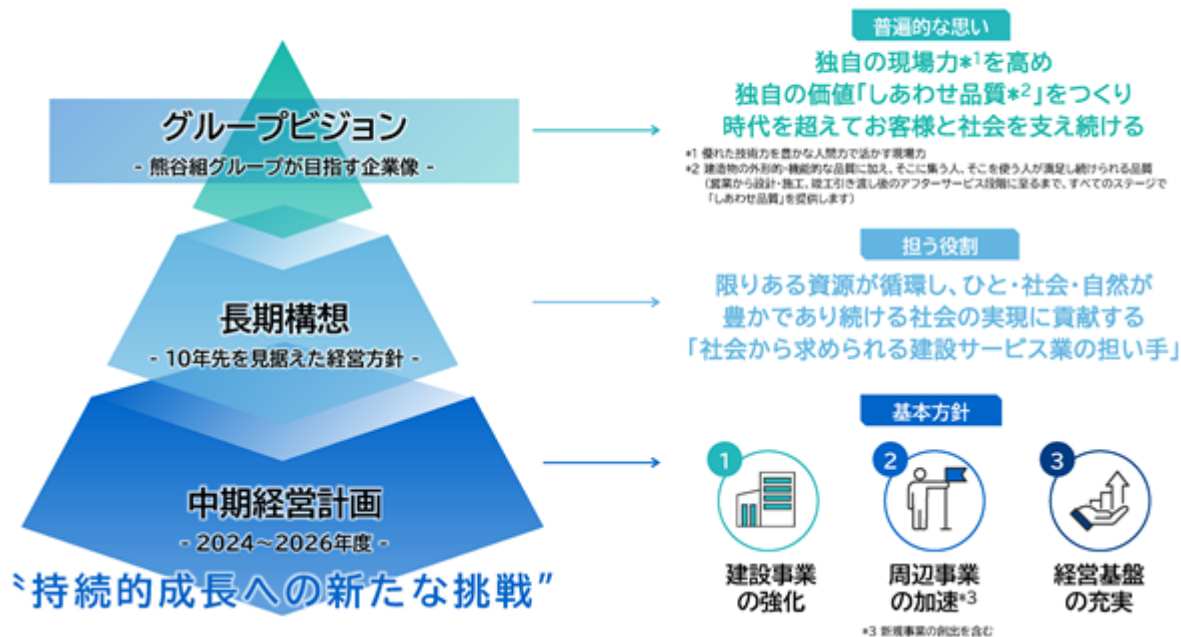 グループビジョン
- 熊谷組グループが目指す企業像 -
普遍的な思い
独自の現場力*1を高め
独自の価値「しあわせ品質*2」をつくり
時代を超えてお客様と社会を支え続ける
*1 優れた技術力を豊かな人間力で活かす現場力
*2 建造物の外形的・機能的な品質に加え、そこに集う人、そこを使う人が満足し続けられる品質
（営業から設計・施工、竣工引き渡し後のアフターサービス段階に至るまで、すべてのステージで
「しあわせ品質」を提供します）
長期構想
- 10年先を見据えた経営方針 -
担う役割
限りある資源が循環し、ひと・社会・自然が
豊かであり続ける社会の実現に貢献する
「社会から求められる建設サービス業の担い手」
中期経営計画
- 2024～2026年度 -
〝持続的成長への新たな挑戦”
基本方針
1
建設事業
の強化
2
周辺事業
の加速*3
3
経営基盤
の充実
*3 新規事業の創出を含む